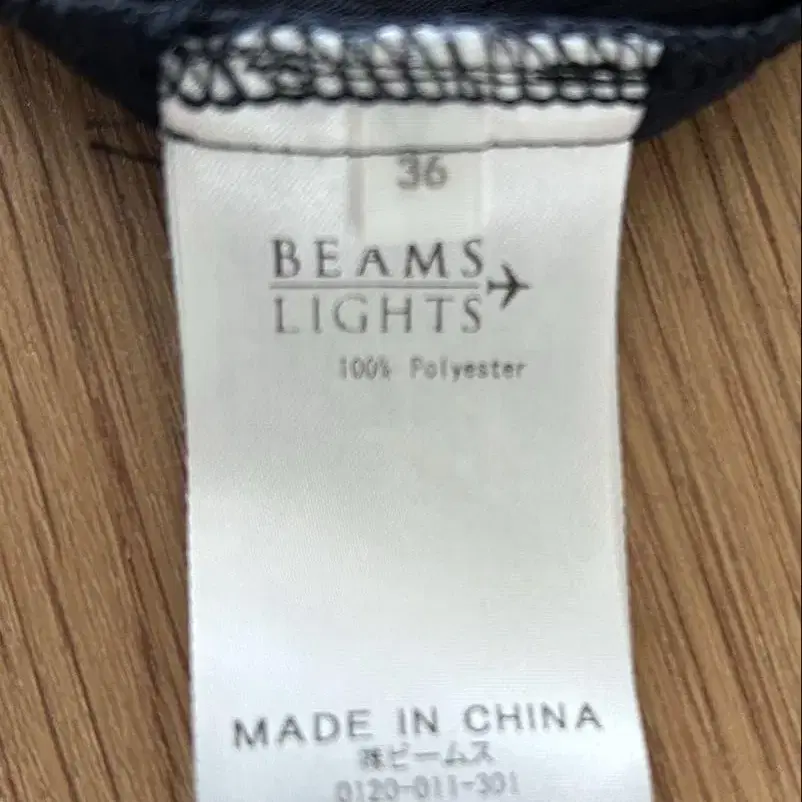 36
BEAMS
LIGHTS
100% Polyester
MADE IN CHINA
㈱ビームス
0120-011-301